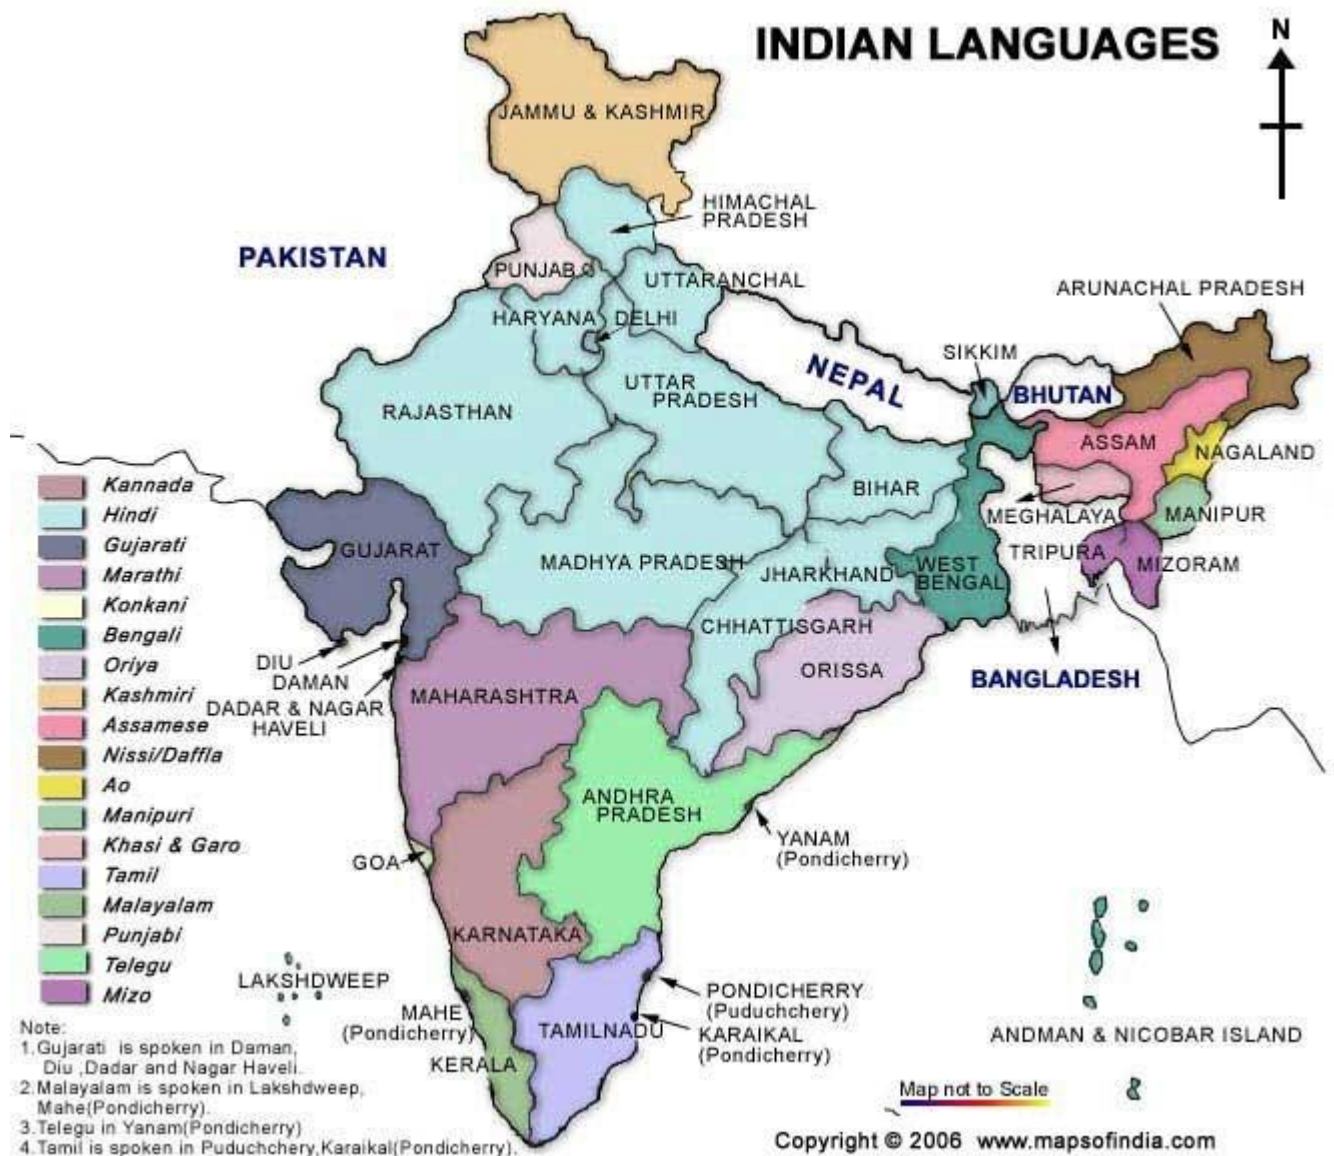 INDIAN LANGUAGES
N
JAMMU & KASHMIR
HIMACHAL
PRADESH
PAKISTAN
PUNJAB
UTTARANCHAL
ARUNACHAL PRADESH
HARYANA
DELHI
SIKKIM
NEPAL
BHUTAN
UTTAR
PRADESH
RAJASTHAN
ASSAM
NAGALAND
BIHAR
MEGHALAYA
MANIPUR
GUJARAT
MADHYA PRADESH
JHARKHAND
WEST
BENGAL
TRIPURA
MIZORAM
CHHATTISGARH
ORISSA
BANGLADESH
DIU
DAMAN
DADAR & NAGAR
HAVELI
MAHARASHTRA
ANDHRA
PRADESH
YANAM
(Pondicherry)
GOA
KARNATAKA
LAKSHDWEEP
MAHE
(Pondicherry)
KERALA
TAMILNADU
PONDICHERRY
(Puduchchery)
KARAIKAL
(Pondicherry)
ANDMAN & NICOBAR ISLAND
Kannada
Hindi
Gujarati
Marathi
Konkani
Bengali
Oriya
Kashmiri
Assamese
Nissi/Daffla
Ao
Manipuri
Khasi & Garo
Tamil
Malayalam
Punjabi
Telegu
Mizo
Note:
1.Gujarati is spoken in Daman,
Diu ,Dadar and Nagar Haveli.
2.Malayalam is spoken in Lakshdweep,
Mahe(Pondicherry).
3.Telegu in Yanam(Pondicherry)
4.Tamil is spoken in Puduchchery,Karaikal(Pondicherry).
Map not to Scale
Copyright © 2006 www.mapsofindia.com